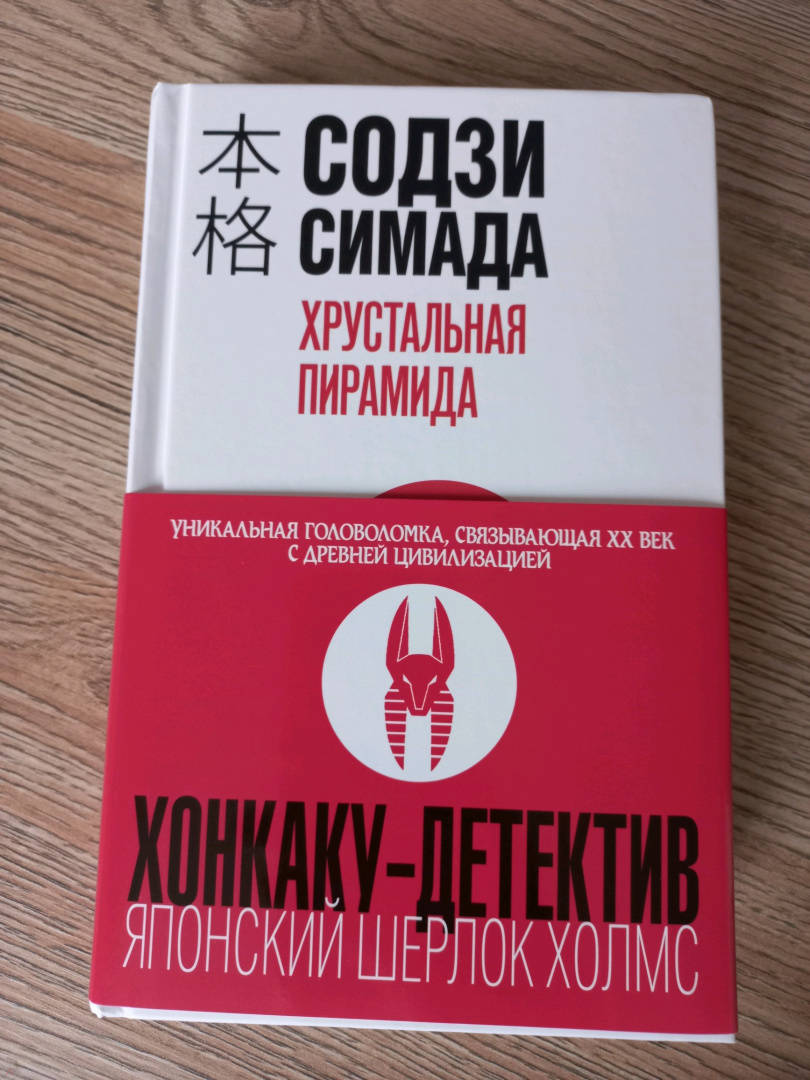 本格
СОДЗИ
СИМАДА
ХРУСТАЛЬНАЯ
ПИРАМИДА
УНИКАЛЬНАЯ ГОЛОВОЛОМКА, СВЯЗЫВАЮЩАЯ XX ВЕК
С ДРЕВНЕЙ ЦИВИЛИЗАЦИЕЙ
ХОНКАКУ-ДЕТЕКТИВ
ЯПОНСКИЙ ШЕРЛОК ХОЛМС